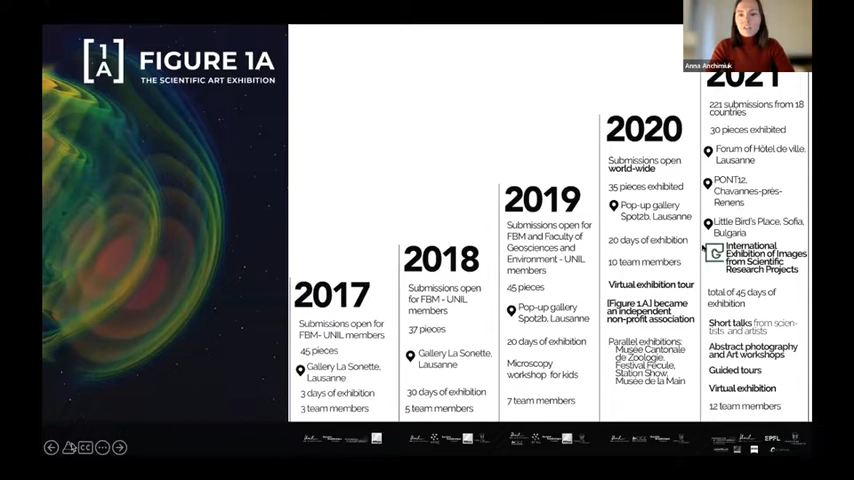 [1A]
FIGURE 1A
THE SCIENTIFIC ART EXHIBITION
2017
Submissions open for
FBM- UNIL members
45 pieces
Gallery La Sonette,
Lausanne
3 days of exhibition
3 team members
2018
Submissions
open for
FBM - UNIL
members
37 pieces
Gallery La Sonette,
Lausanne
30 days of exhibition
5 team members
2019
Submissions open for
FBM and Faculty of
Geosciences and
Environment - UNIL
members
45 pieces
Pop-up gallery
Spot2b, Lausanne
20 days of exhibition
Microscopy
workshop for kids
7 team members
2020
Submissions open
world-wide
35 pieces exhibited
Pop-up gallery
Spot2b, Lausanne
20 days of exhibition
10 team members
Virtual exhibition tour
[Figure 1.A.] became
an independent
non-profit association
Parallel exhibitions:
Musée Cantonale
de Zoologie,
Festival Fécule,
Station Show,
Musée de la Main
Anna Anchimiuk
2021
221 submissions from 18
countries
30 pieces exhibited
Forum of Hôtel de ville,
Lausanne
PONT12,
Chavannes-près-
Renens
Little Bird's Place, Sofia,
Bulgaria
International
Exhibition of Images
from Scientific
Research Projects
total of 45 days of
exhibition
Short talks from scien-
tists and artists
Abstract photography
and Art workshops
Guided tours
Virtual exhibition
12 team members
EPFL
CC